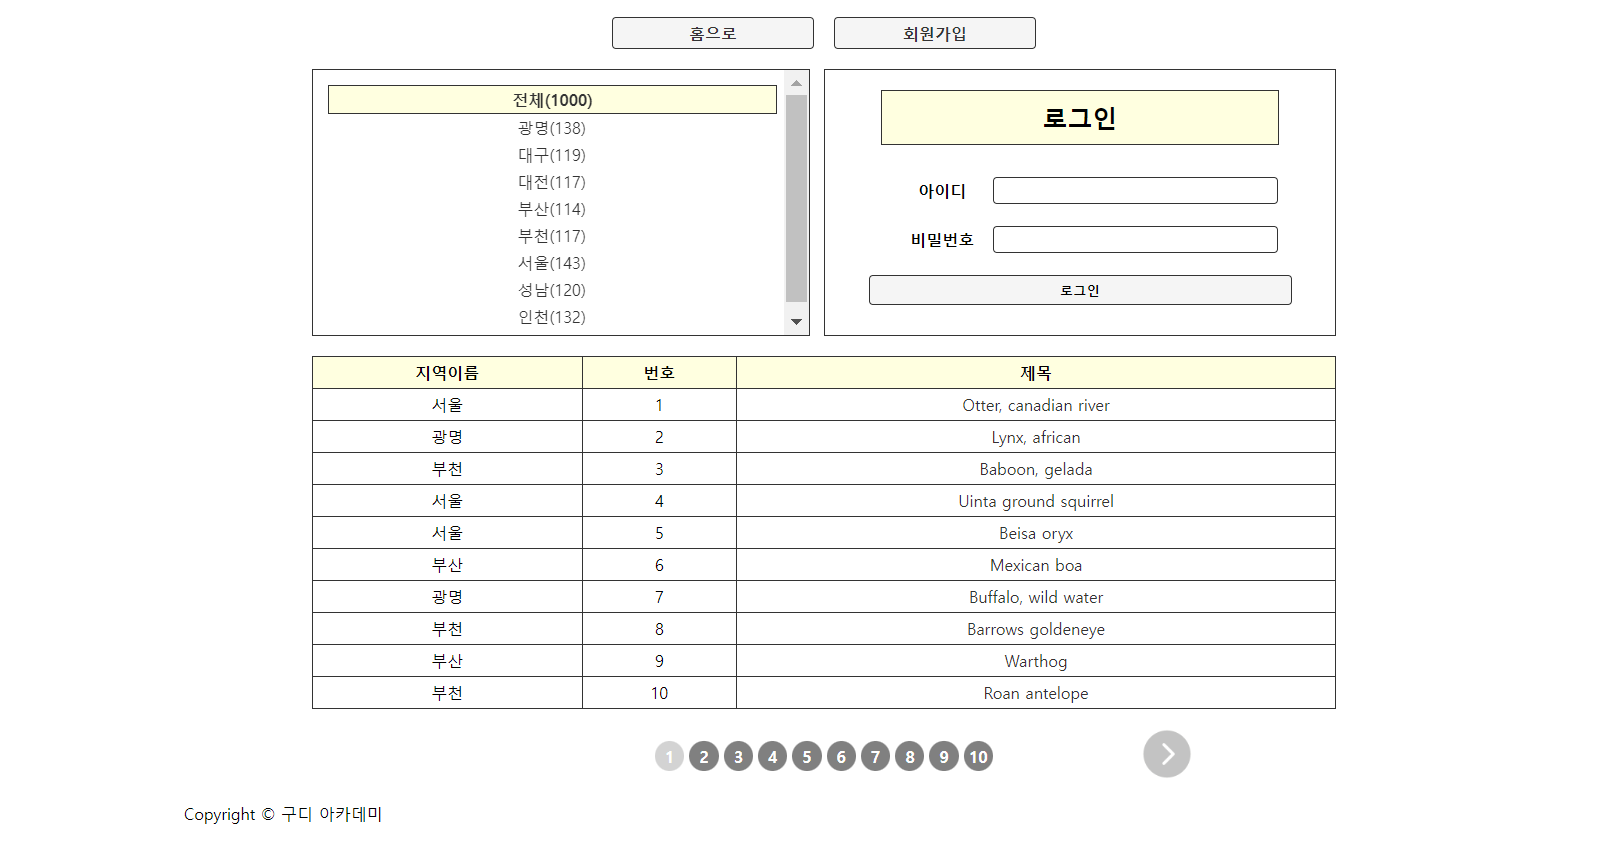 홈으로 회원가입
전체(1000)
광명(138)
대구(119)
대전(117)
부산(114)
부천(117)
서울(143)
성남(120)
인천(132)
로그인
아이디
비밀번호
로그인
지역이름 번호 제목
서울 1 Otter, canadian river
광명 2 Lynx, african
부천 3 Baboon, gelada
서울 4 Uinta ground squirrel
서울 5 Beisa oryx
부산 6 Mexican boa
광명 7 Buffalo, wild water
부천 8 Barrows goldeneye
부산 9 Warthog
부천 10 Roan antelope
1 2 3 4 5 6 7 8 9 10
Copyright © 구디 아카데미